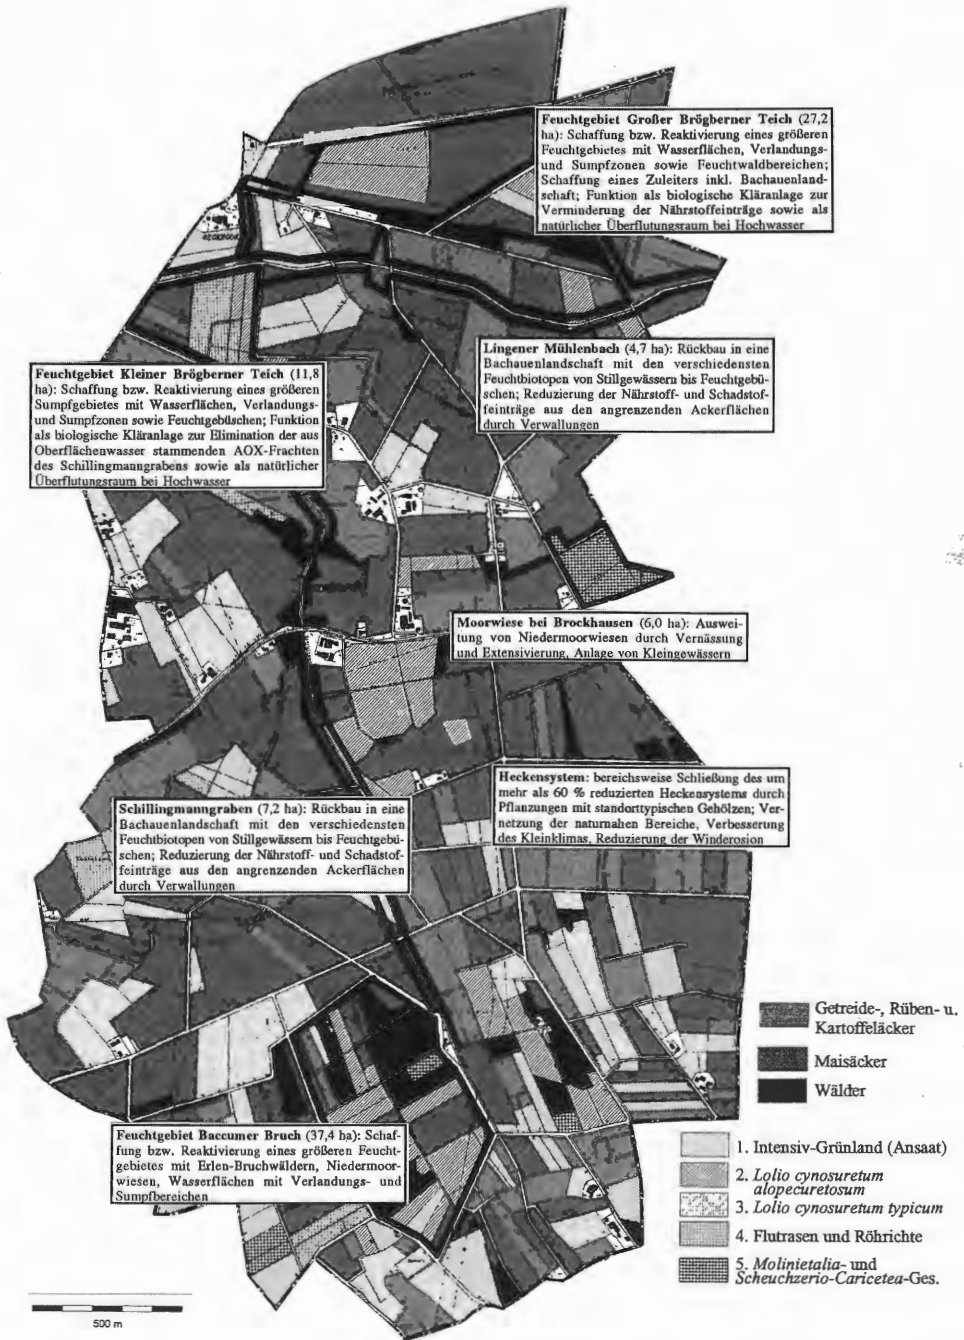 Feuchtgebiet Großer Brögberner Teich (27,2
ha): Schaffung bzw. Reaktivierung eines größeren
Feuchtgebietes mit Wasserflächen, Verlandungs-
und Sumpfzonen sowie Feuchtwaldbereichen;
Schaffung eines Zuleiters inkl. Bachauenland-
schaft; Funktion als biologische Kläranlage zur
Verminderung der Nährstoffeinträge sowie als
natürlicher Überflutungsraum bei Hochwasser
Lingener Mühlenbach (4,7 ha): Rückbau in eine
Bachauenlandschaft mit den verschiedensten
Feuchtbiotopen von Stillgewässern bis Feuchtgebü-
schen; Reduzierung der Nährstoff- und Schadstof-
feinträge aus den angrenzenden Ackerflächen
durch Verwallungen
Feuchtgebiet Kleiner Brögberner Teich (11,8
ha): Schaffung bzw. Reaktivierung eines größeren
Sumpfgebietes mit Wasserflächen, Verlandungs-
und Sumpfzonen sowie Feuchtgebüschen; Funktion
als biologische Kläranlage zur Elimination der aus
Oberflächenwasser stammenden AOX-Frachten
des Schillingmanngrabens sowie als natürlicher
Überflutungsraum bei Hochwasser
Moorwiese bei Brockhausen (6,0 ha): Auswei-
tung von Niedermoorwiesen durch Vernässung
und Extensivierung, Anlage von Kleingewässern
Heckensystem: bereichsweise Schließung des um
mehr als 60 % reduzierten Heckensystems durch
Pflanzungen mit standorttypischen Gehölzen; Ver-
netzung der naturnahen Bereiche, Verbesserung
des Kleinklimas, Reduzierung der Winderosion
Schillingmanngraben (7,2 ha): Rückbau in eine
Bachauenlandschaft mit den verschiedensten
Feuchtbiotopen von Stillgewässern bis Feuchtgebü-
schen; Reduzierung der Nährstoff- und Schadstof-
feinträge aus den angrenzenden Ackerflächen
durch Verwallungen
Feuchtgebiet Baccumer Bruch (37,4 ha): Schaf-
fung bzw. Reaktivierung eines größeren Feucht-
gebietes mit Erlen-Bruchwäldern, Niedermoor-
wiesen, Wasserflächen mit Verlandungs- und
Sumpfbereichen
Getreide-, Rüben- u.
Kartoffeläcker
Maisäcker
Wälder
1. Intensiv-Grünland (Ansaat)
2. Lolio cynosuretum
alopecuretosum
3. Lolio cynosuretum typicum
4. Flutrasen und Röhrichte
5. Molinietalia- und
Scheuchzerio-Caricetea-Ges.
500 m